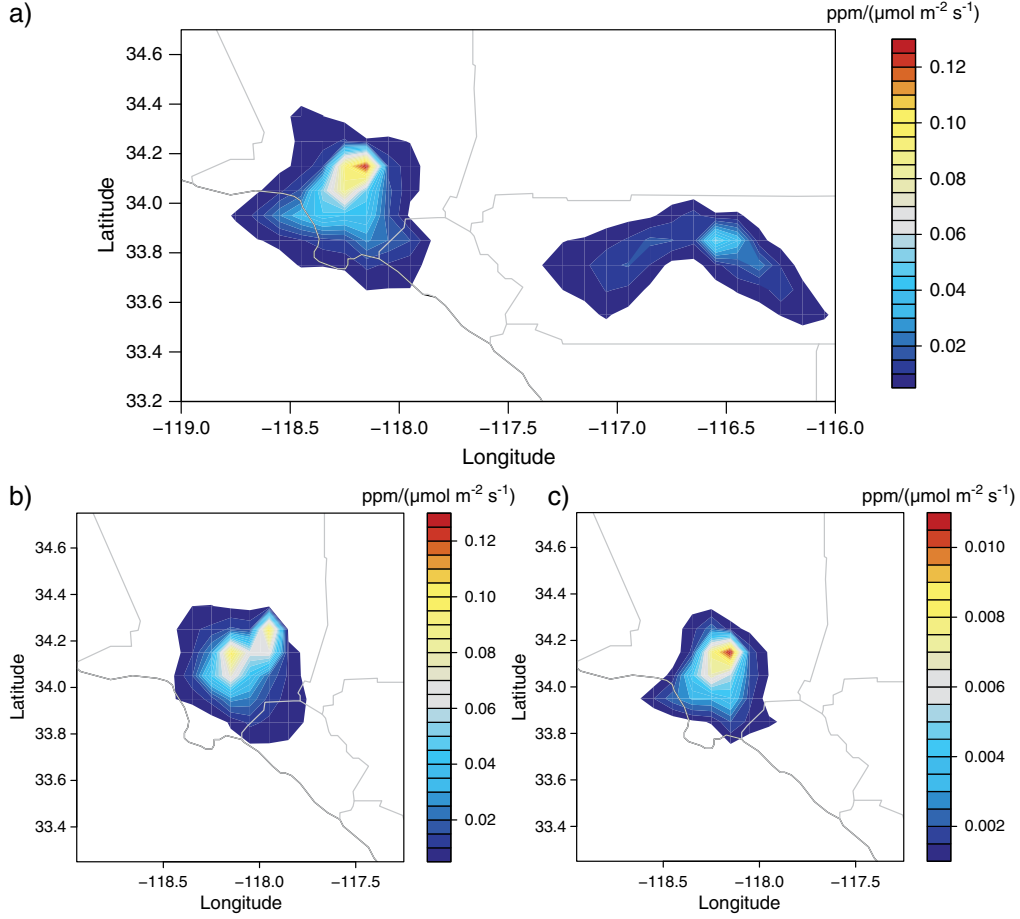 a)
ppm/(µmol m⁻² s⁻¹)
34.6
34.4
34.2
34.0
33.8
33.6
33.4
33.2
Latitude
−119.0 −118.5 −118.0 −117.5 −117.0 −116.5 −116.0
Longitude
0.12
0.10
0.08
0.06
0.04
0.02
b)
ppm/(µmol m⁻² s⁻¹)
34.6
34.4
34.2
34.0
33.8
33.6
33.4
Latitude
−118.5 −118.0 −117.5
Longitude
0.12
0.10
0.08
0.06
0.04
0.02
c)
ppm/(µmol m⁻² s⁻¹)
34.6
34.4
34.2
34.0
33.8
33.6
33.4
Latitude
−118.5 −118.0 −117.5
Longitude
0.010
0.008
0.006
0.004
0.002